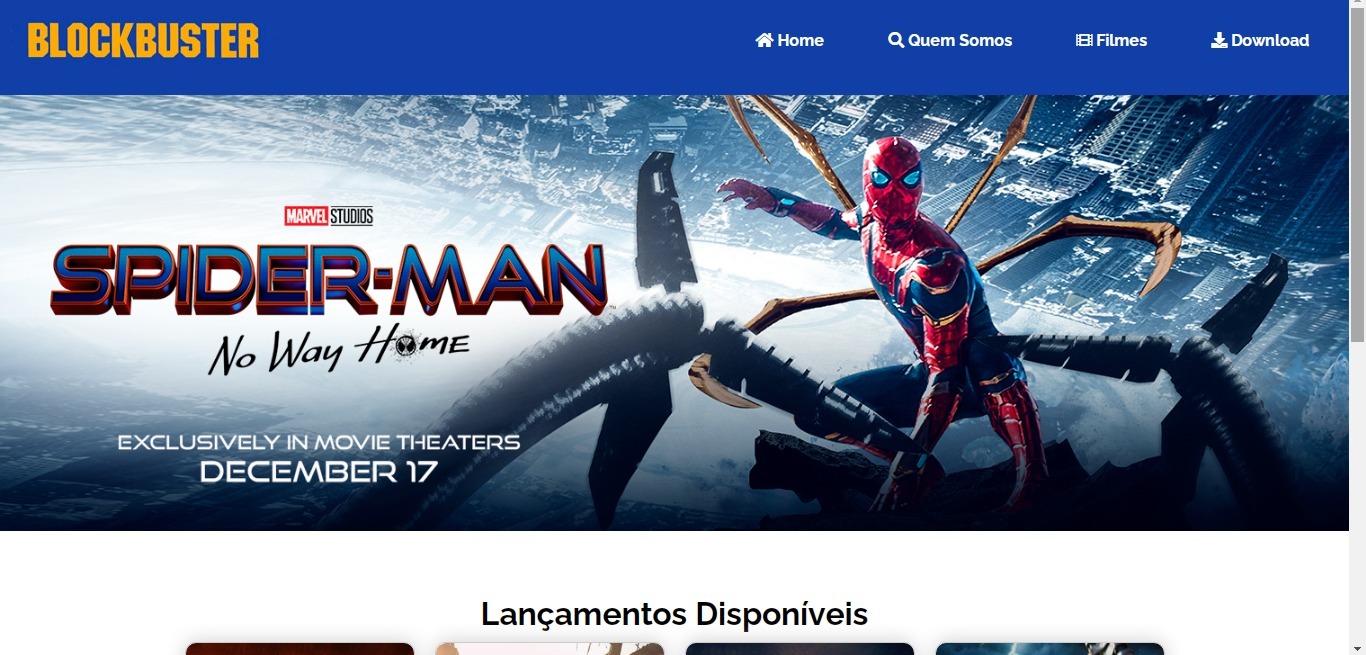 BLOCKBUSTER
Home
Quem Somos
Filmes
Download
MARVEL STUDIOS
SPIDER-MAN™
No Way Home
EXCLUSIVELY IN MOVIE THEATERS
DECEMBER 17
Lançamentos Disponíveis